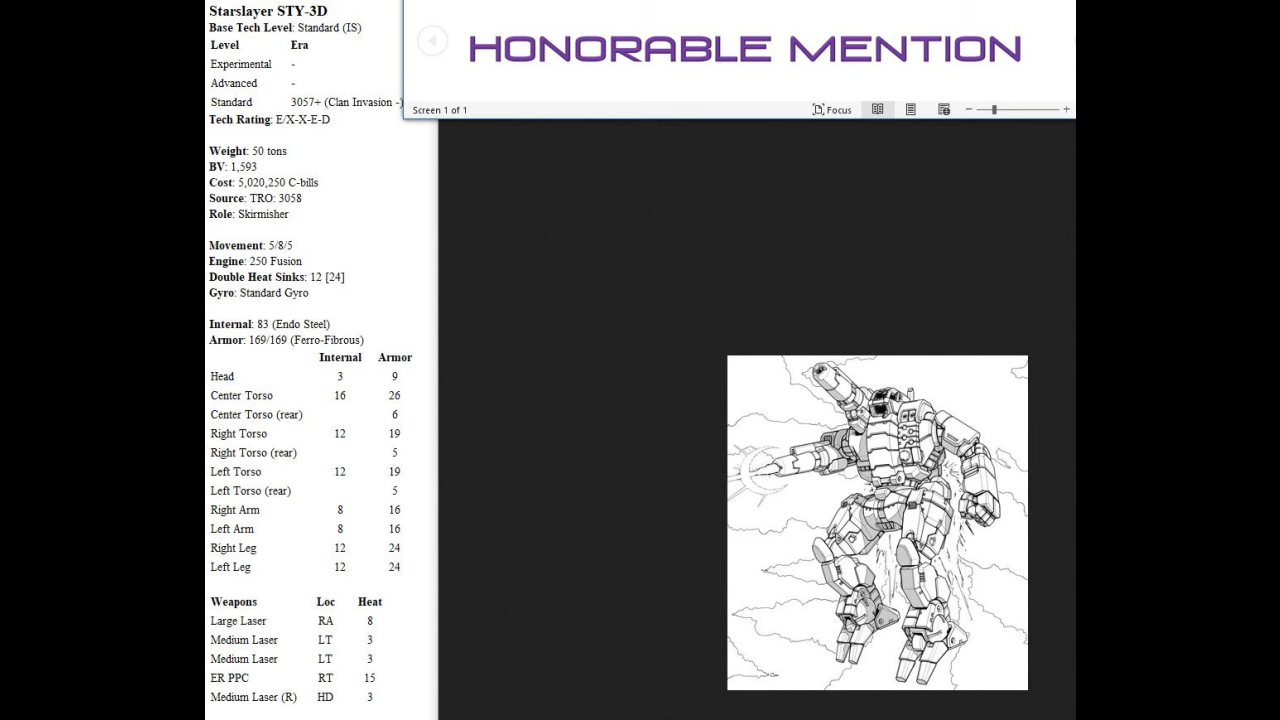 Starslayer STY-3D
Base Tech Level: Standard (IS)
Level Era
Experimental -
Advanced -
Standard 3057+ (Clan Invasion -)
Tech Rating: E/X-X-E-D
Weight: 50 tons
BV: 1,593
Cost: 5,020,250 C-bills
Source: TRO: 3058
Role: Skirmisher
Movement: 5/8/5
Engine: 250 Fusion
Double Heat Sinks: 12 [24]
Gyro: Standard Gyro
Internal: 83 (Endo Steel)
Armor: 169/169 (Ferro-Fibrous)
Internal Armor
Head 3 9
Center Torso 16 26
Center Torso (rear) 6
Right Torso 12 19
Right Torso (rear) 5
Left Torso 12 19
Left Torso (rear) 5
Right Arm 8 16
Left Arm 8 16
Right Leg 12 24
Left Leg 12 24
Weapons Loc Heat
Large Laser RA 8
Medium Laser LT 3
Medium Laser LT 3
ER PPC RT 15
Medium Laser (R) HD 3
HONORABLE MENTION
Screen 1 of 1
Focus